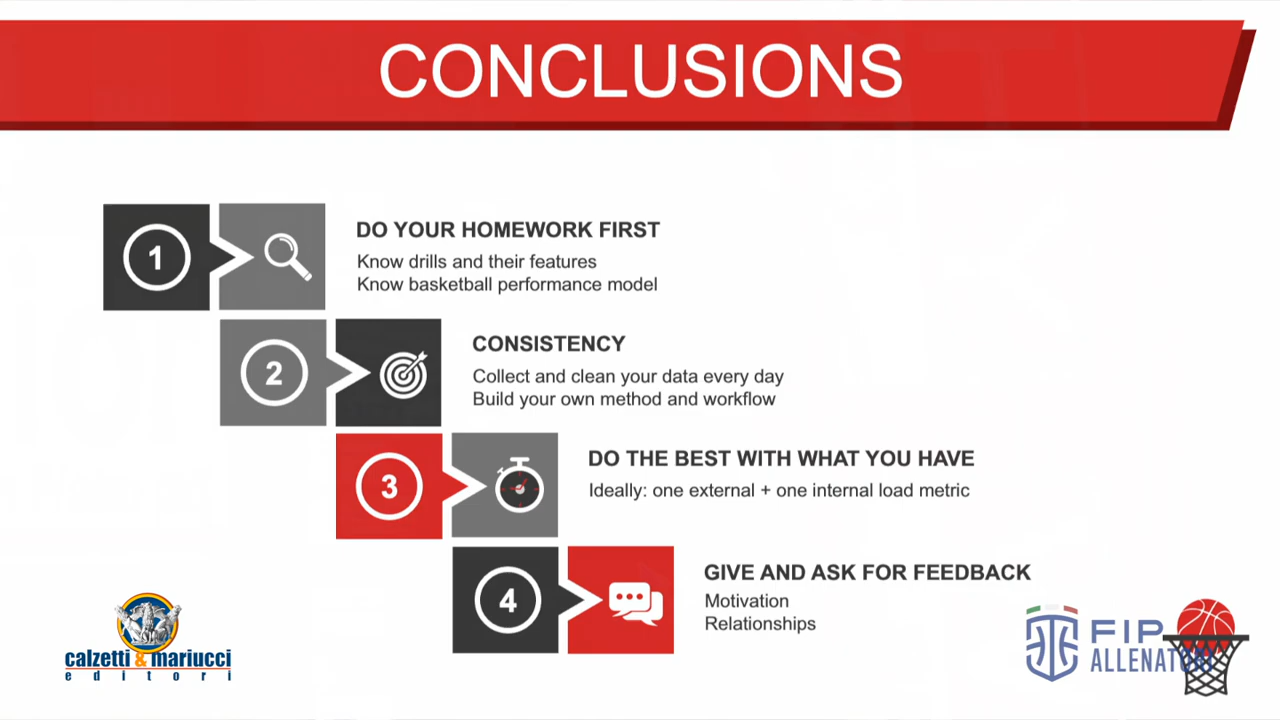 CONCLUSIONS
1
DO YOUR HOMEWORK FIRST
Know drills and their features
Know basketball performance model
2
CONSISTENCY
Collect and clean your data every day
Build your own method and workflow
3
DO THE BEST WITH WHAT YOU HAVE
Ideally: one external + one internal load metric
4
GIVE AND ASK FOR FEEDBACK
Motivation
Relationships
calzetti & mariucci
editori
FIP
ALLENATORI